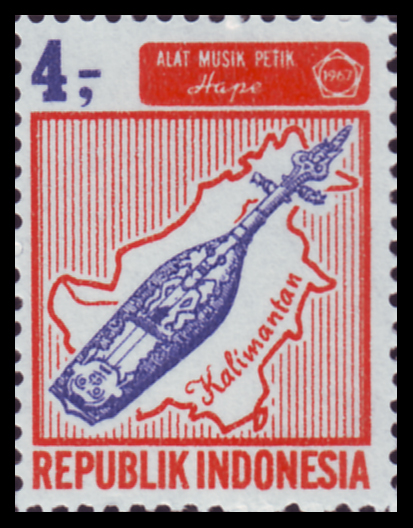 4,-
ALAT MUSIK PETIK
Hape
1967
Kalimantan
REPUBLIK INDONESIA